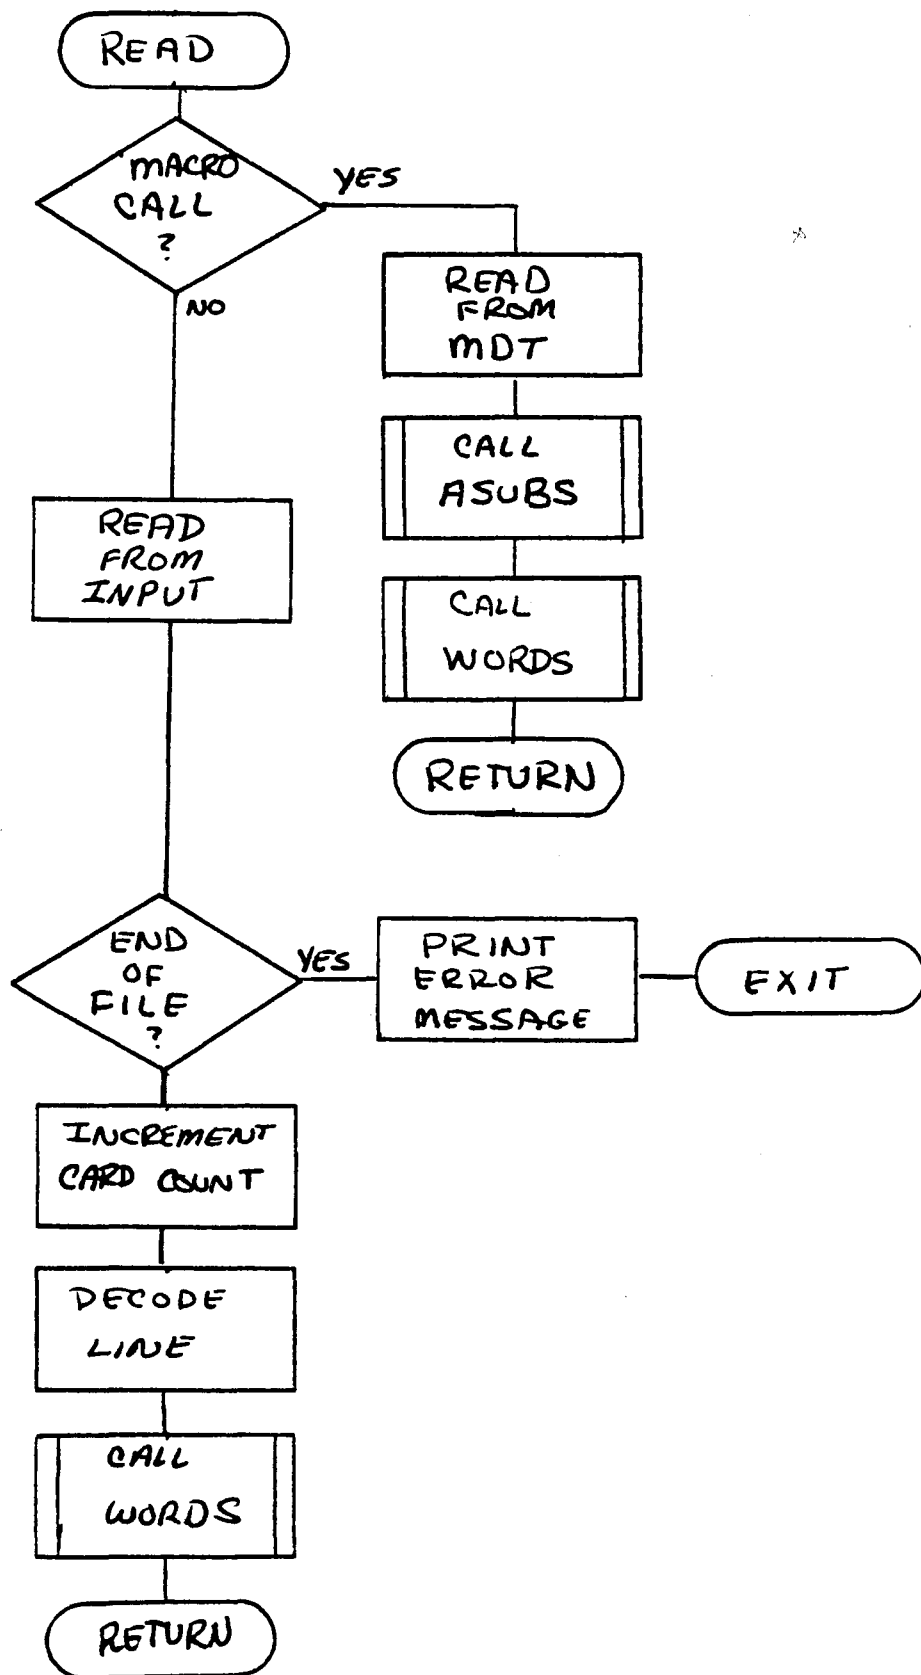 READ
MACRO
CALL
?
YES
NO
READ
FROM
MDT
CALL
ASUBS
CALL
WORDS
RETURN
READ
FROM
INPUT
END
OF
FILE
?
YES
PRINT
ERROR
MESSAGE
EXIT
INCREMENT
CARD COUNT
DECODE
LINE
CALL
WORDS
RETURN